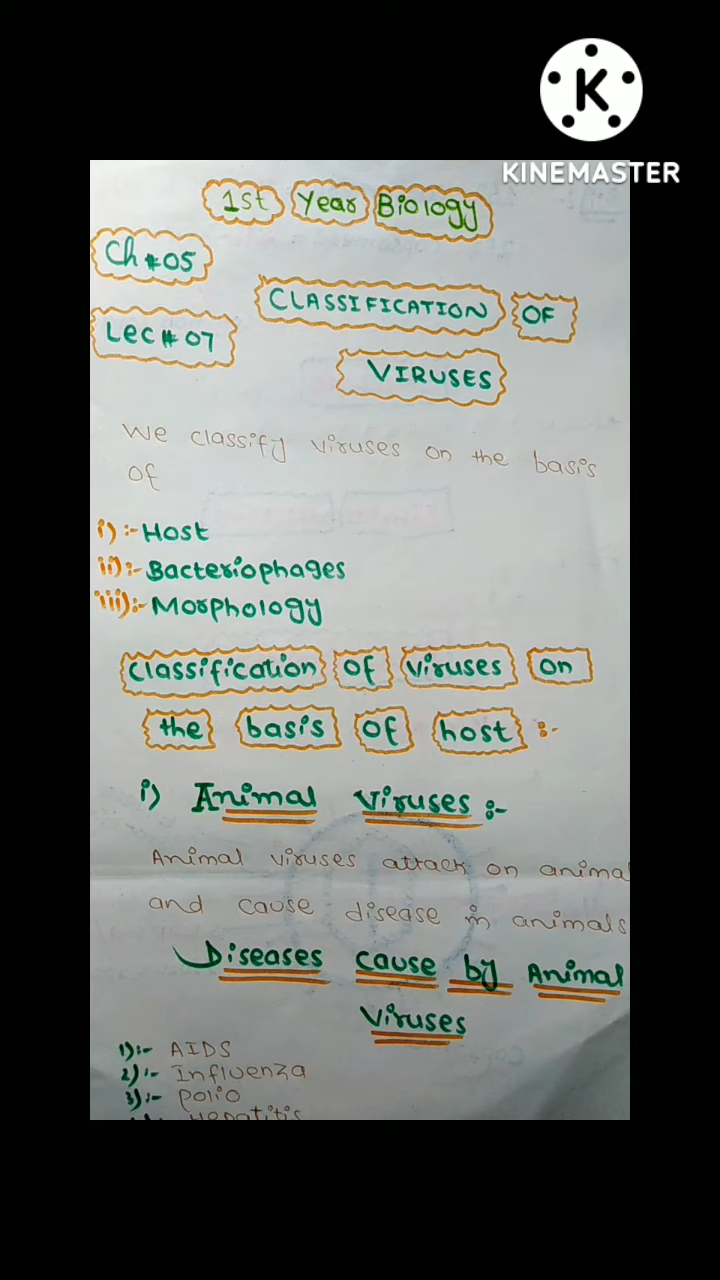 K
KINEMASTER
1st Year Biology
Ch # 05
CLASSIFICATION OF
Lec # 07
VIRUSES
We classify viruses on the basis
of
i) :- Host
ii) :- Bacteriophages
iii) :- Morphology
Classification of viruses on
the basis of host :-
i) Animal Viruses :-
Animal viruses attack on animal
and cause disease in animals
Diseases cause by Animal
Viruses
1) :- AIDS
2) :- Influenza
3) :- Polio
Hepatitis